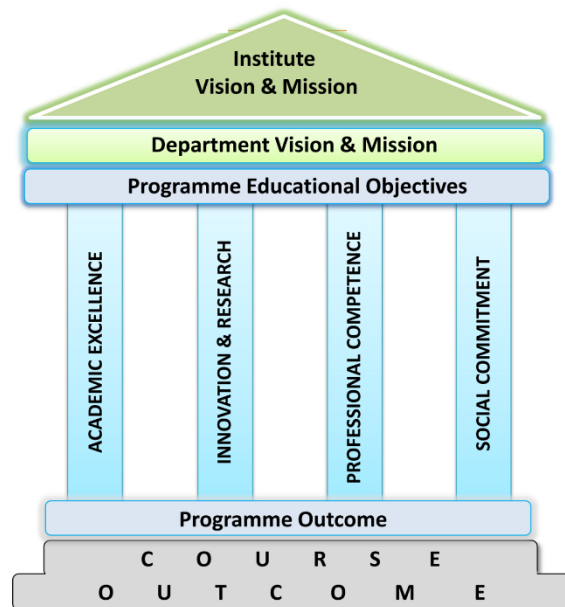 Institute
Vision & Mission
Department Vision & Mission
Programme Educational Objectives
ACADEMIC EXCELLENCE
INNOVATION & RESEARCH
PROFESSIONAL COMPETENCE
SOCIAL COMMITMENT
Programme Outcome
C O U R S E
O U T C O M E